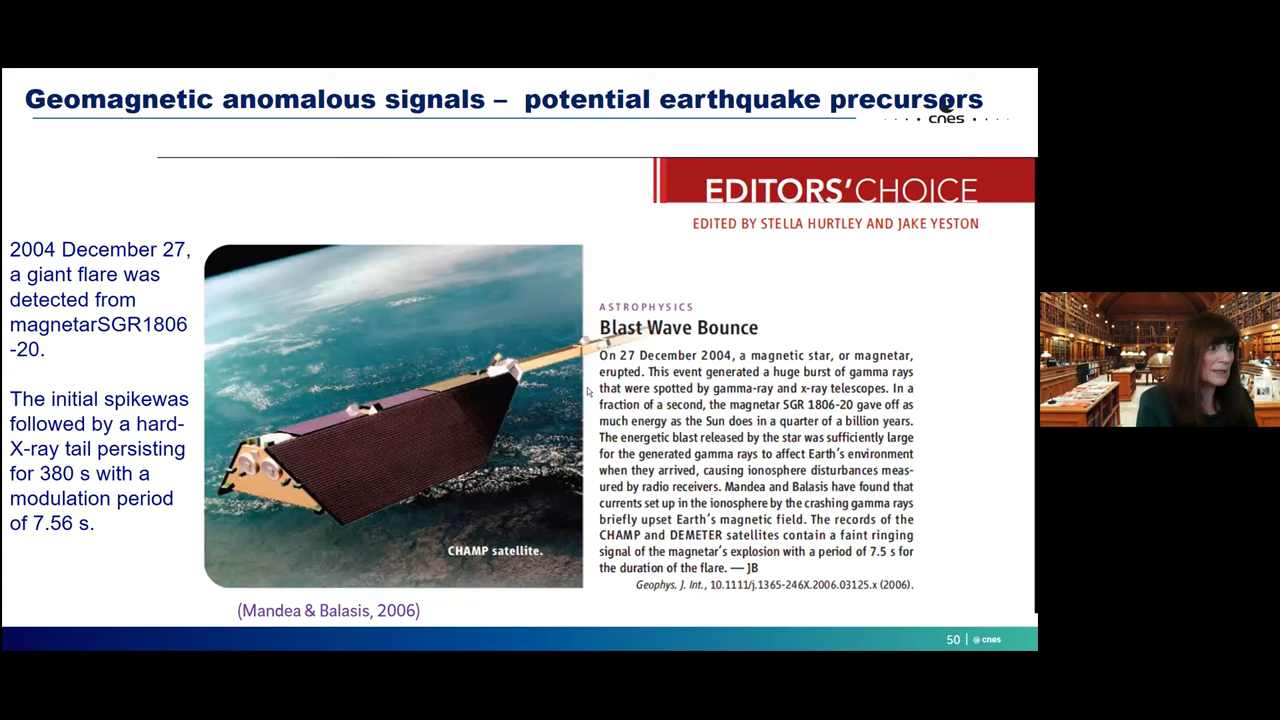 Geomagnetic anomalous signals – potential earthquake precursors
cnes
EDITORS'CHOICE
EDITED BY STELLA HURTLEY AND JAKE YESTON
2004 December 27,
a giant flare was
detected from
magnetarSGR1806
-20.
The initial spikewas
followed by a hard-
X-ray tail persisting
for 380 s with a
modulation period
of 7.56 s.
CHAMP satellite.
(Mandea & Balasis, 2006)
ASTROPHYSICS
Blast Wave Bounce
On 27 December 2004, a magnetic star, or magnetar,
erupted. This event generated a huge burst of gamma rays
that were spotted by gamma-ray and x-ray telescopes. In a
fraction of a second, the magnetar SGR 1806-20 gave off as
much energy as the Sun does in a quarter of a billion years.
The energetic blast released by the star was sufficiently large
for the generated gamma rays to affect Earth's environment
when they arrived, causing ionosphere disturbances meas-
ured by radio receivers. Mandea and Balasis have found that
currents set up in the ionosphere by the crashing gamma rays
briefly upset Earth's magnetic field. The records of the
CHAMP and DEMETER satellites contain a faint ringing
signal of the magnetar's explosion with a period of 7.5 s for
the duration of the flare. — JB
Geophys. J. Int., 10.1111/j.1365-246X.2006.03125.x (2006).
50 | @ cnes